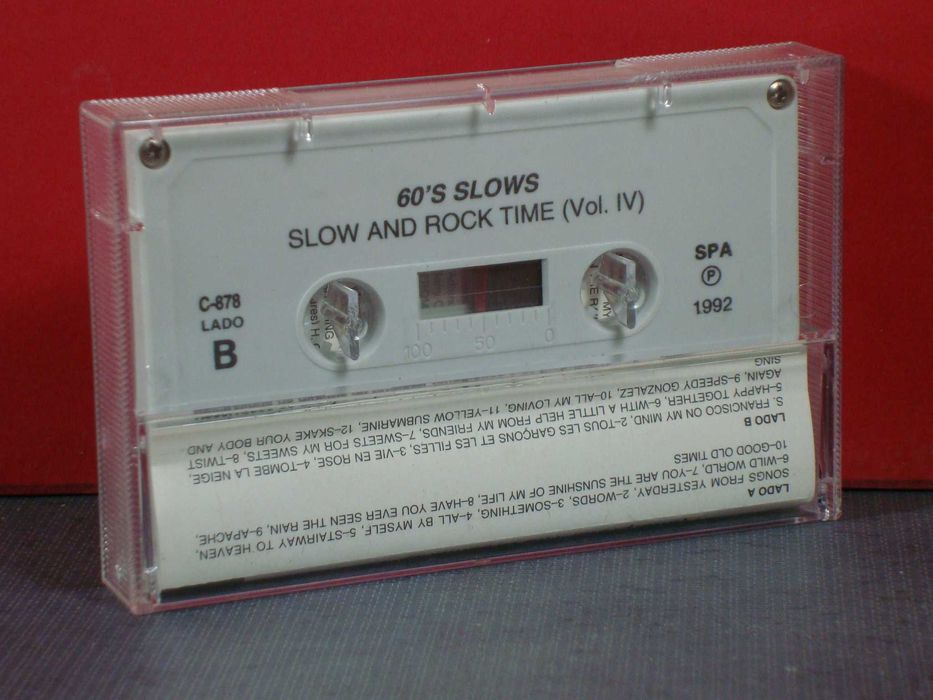 60'S SLOWS
SLOW AND ROCK TIME (Vol. IV)
C-878
LADO
B
SPA
Ⓟ
1992
100 50 0
LADO A
SONGS FROM YESTERDAY, 2-WORDS, 3-SOMETHING, 4-ALL BY MYSELF, 5-STAIRWAY TO HEAVEN,
6-WILD WORLD, 7-YOU ARE THE SUNSHINE OF MY LIFE, 8-HAVE YOU EVER SEEN THE RAIN, 9-APACHE,
10-GOOD OLD TIMES
LADO B
S. FRANCISCO ON MY MIND, 2-TOUS LES GARÇONS ET LES FILLES, 3-VIE EN ROSE, 4-TOMBE LA NEIGE,
5-HAPPY TOGETHER, 6-WITH A LITTLE HELP FROM MY FRIENDS, 7-SWEETS FOR MY SWEETS, 8-TWIST
AGAIN, 9-SPEEDY GONZALEZ, 10-ALL MY LOVING, 11-YELLOW SUBMARINE, 12-SKAKE YOUR BODY AND
SING